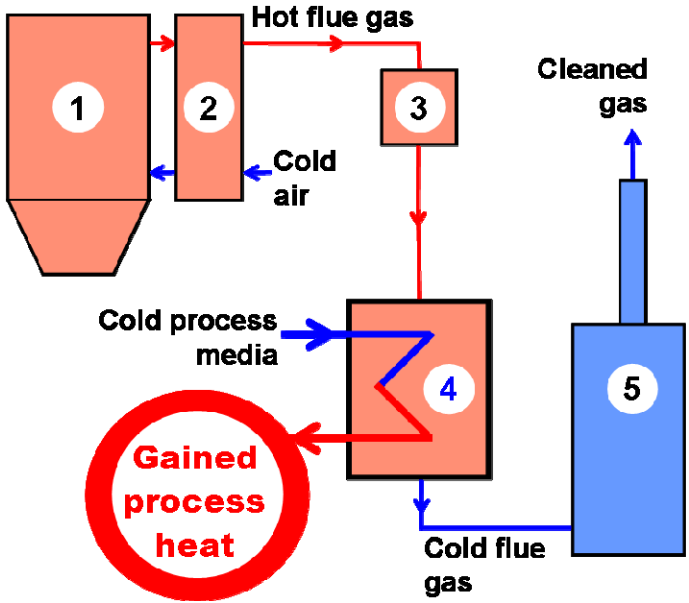 Hot flue gas
1
2
3
Cold
air
Cleaned
gas
Cold process
media
4
5
Gained
process
heat
Cold flue
gas